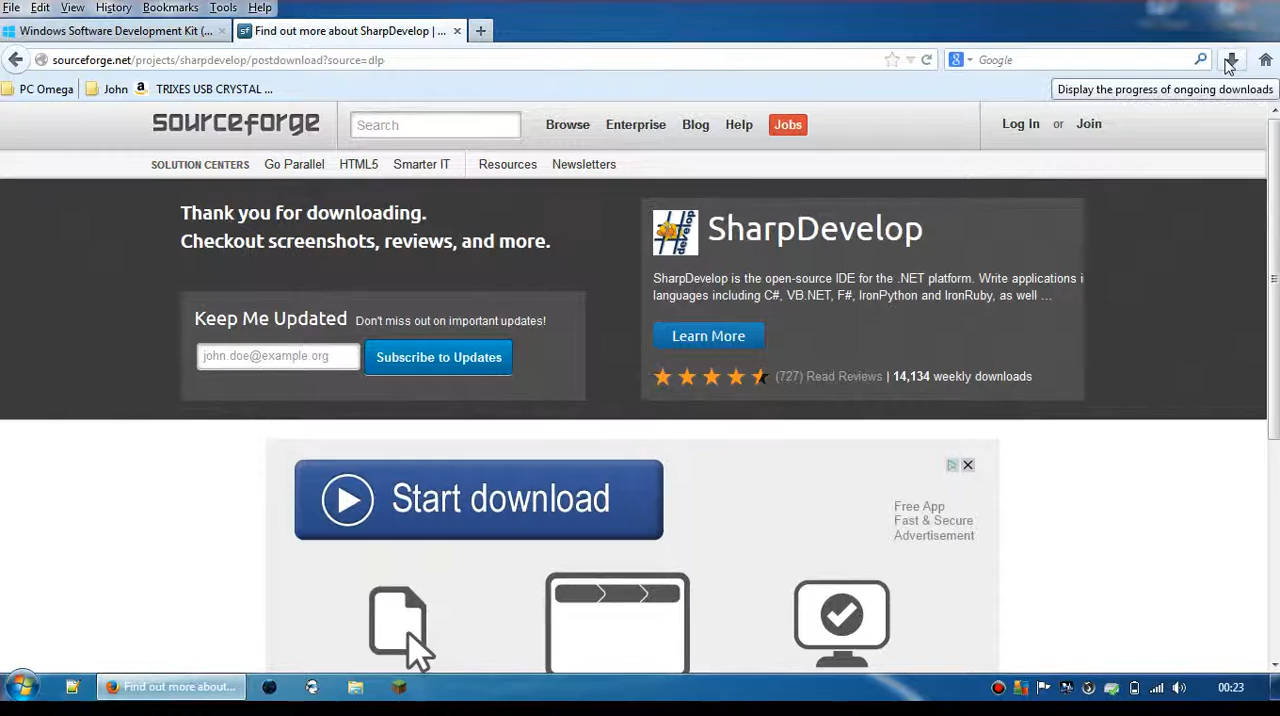 File Edit View History Bookmarks Tools Help
Windows Software Development Kit (...
Find out more about SharpDevelop | ...
sourceforge.net/projects/sharpdevelop/postdownload?source=dlp
Google
PC Omega John TRIXES USB CRYSTAL ...
Display the progress of ongoing downloads
sourceforge
Search
Browse Enterprise Blog Help Jobs
Log In or Join
SOLUTION CENTERS Go Parallel HTML5 Smarter IT Resources Newsletters
Thank you for downloading.
Checkout screenshots, reviews, and more.
Keep Me Updated Don't miss out on important updates!
john.doe@example.org
Subscribe to Updates
develop
SharpDevelop
SharpDevelop is the open-source IDE for the .NET platform. Write applications i
languages including C#, VB.NET, F#, IronPython and IronRuby, as well ...
Learn More
(727) Read Reviews | 14,134 weekly downloads
Start download
Free App
Fast & Secure
Advertisement
Find out more about...
00:23